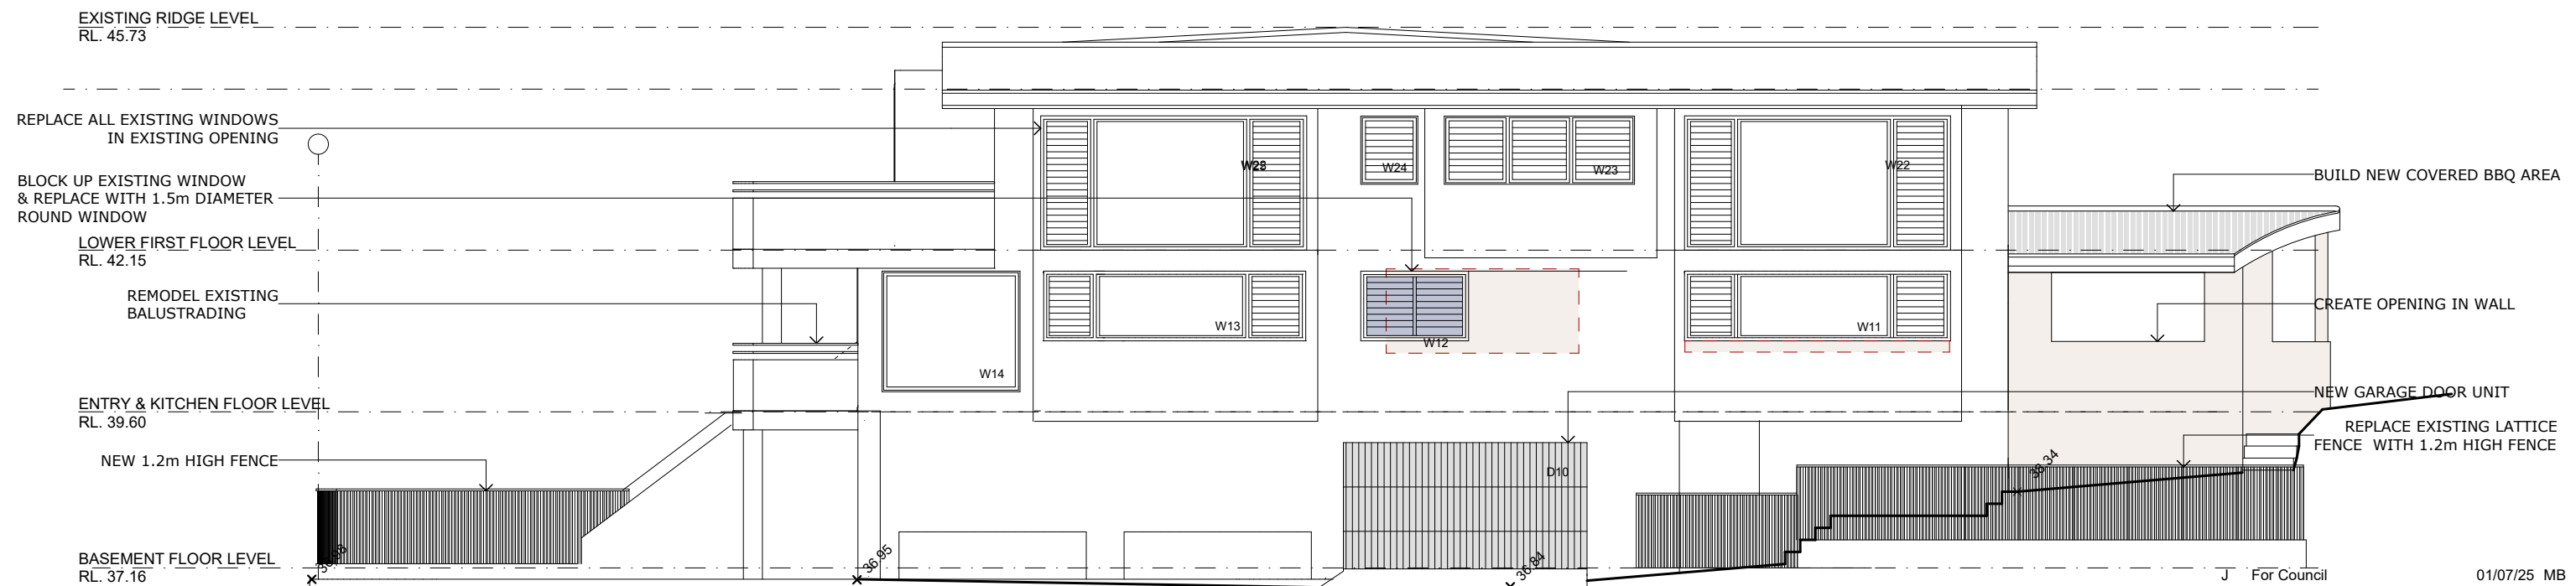 EXISTING RIDGE LEVEL
RL. 45.73
REPLACE ALL EXISTING WINDOWS
IN EXISTING OPENING
BLOCK UP EXISTING WINDOW
& REPLACE WITH 1.5m DIAMETER
ROUND WINDOW
LOWER FIRST FLOOR LEVEL
RL. 42.15
REMODEL EXISTING
BALUSTRADING
ENTRY & KITCHEN FLOOR LEVEL
RL. 39.60
NEW 1.2m HIGH FENCE
BASEMENT FLOOR LEVEL
RL. 37.16
W24
W23
W22
W13
W12
W11
W14
D10
36.95
36.84
38.34
BUILD NEW COVERED BBQ AREA
CREATE OPENING IN WALL
NEW GARAGE DOOR UNIT
REPLACE EXISTING LATTICE
FENCE WITH 1.2m HIGH FENCE
J For Council 01/07/25 MB